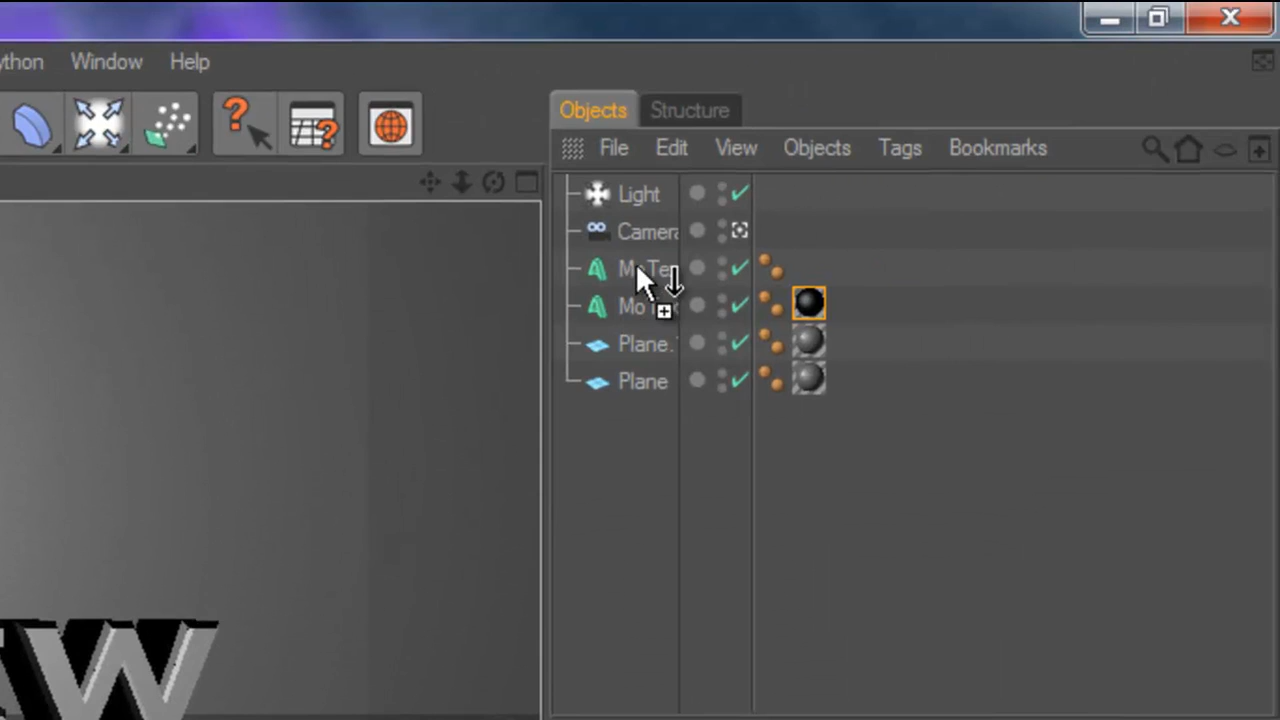 ython Window Help
Objects Structure
File Edit View Objects Tags Bookmarks
Light
Camera
Plane.
Plane
W